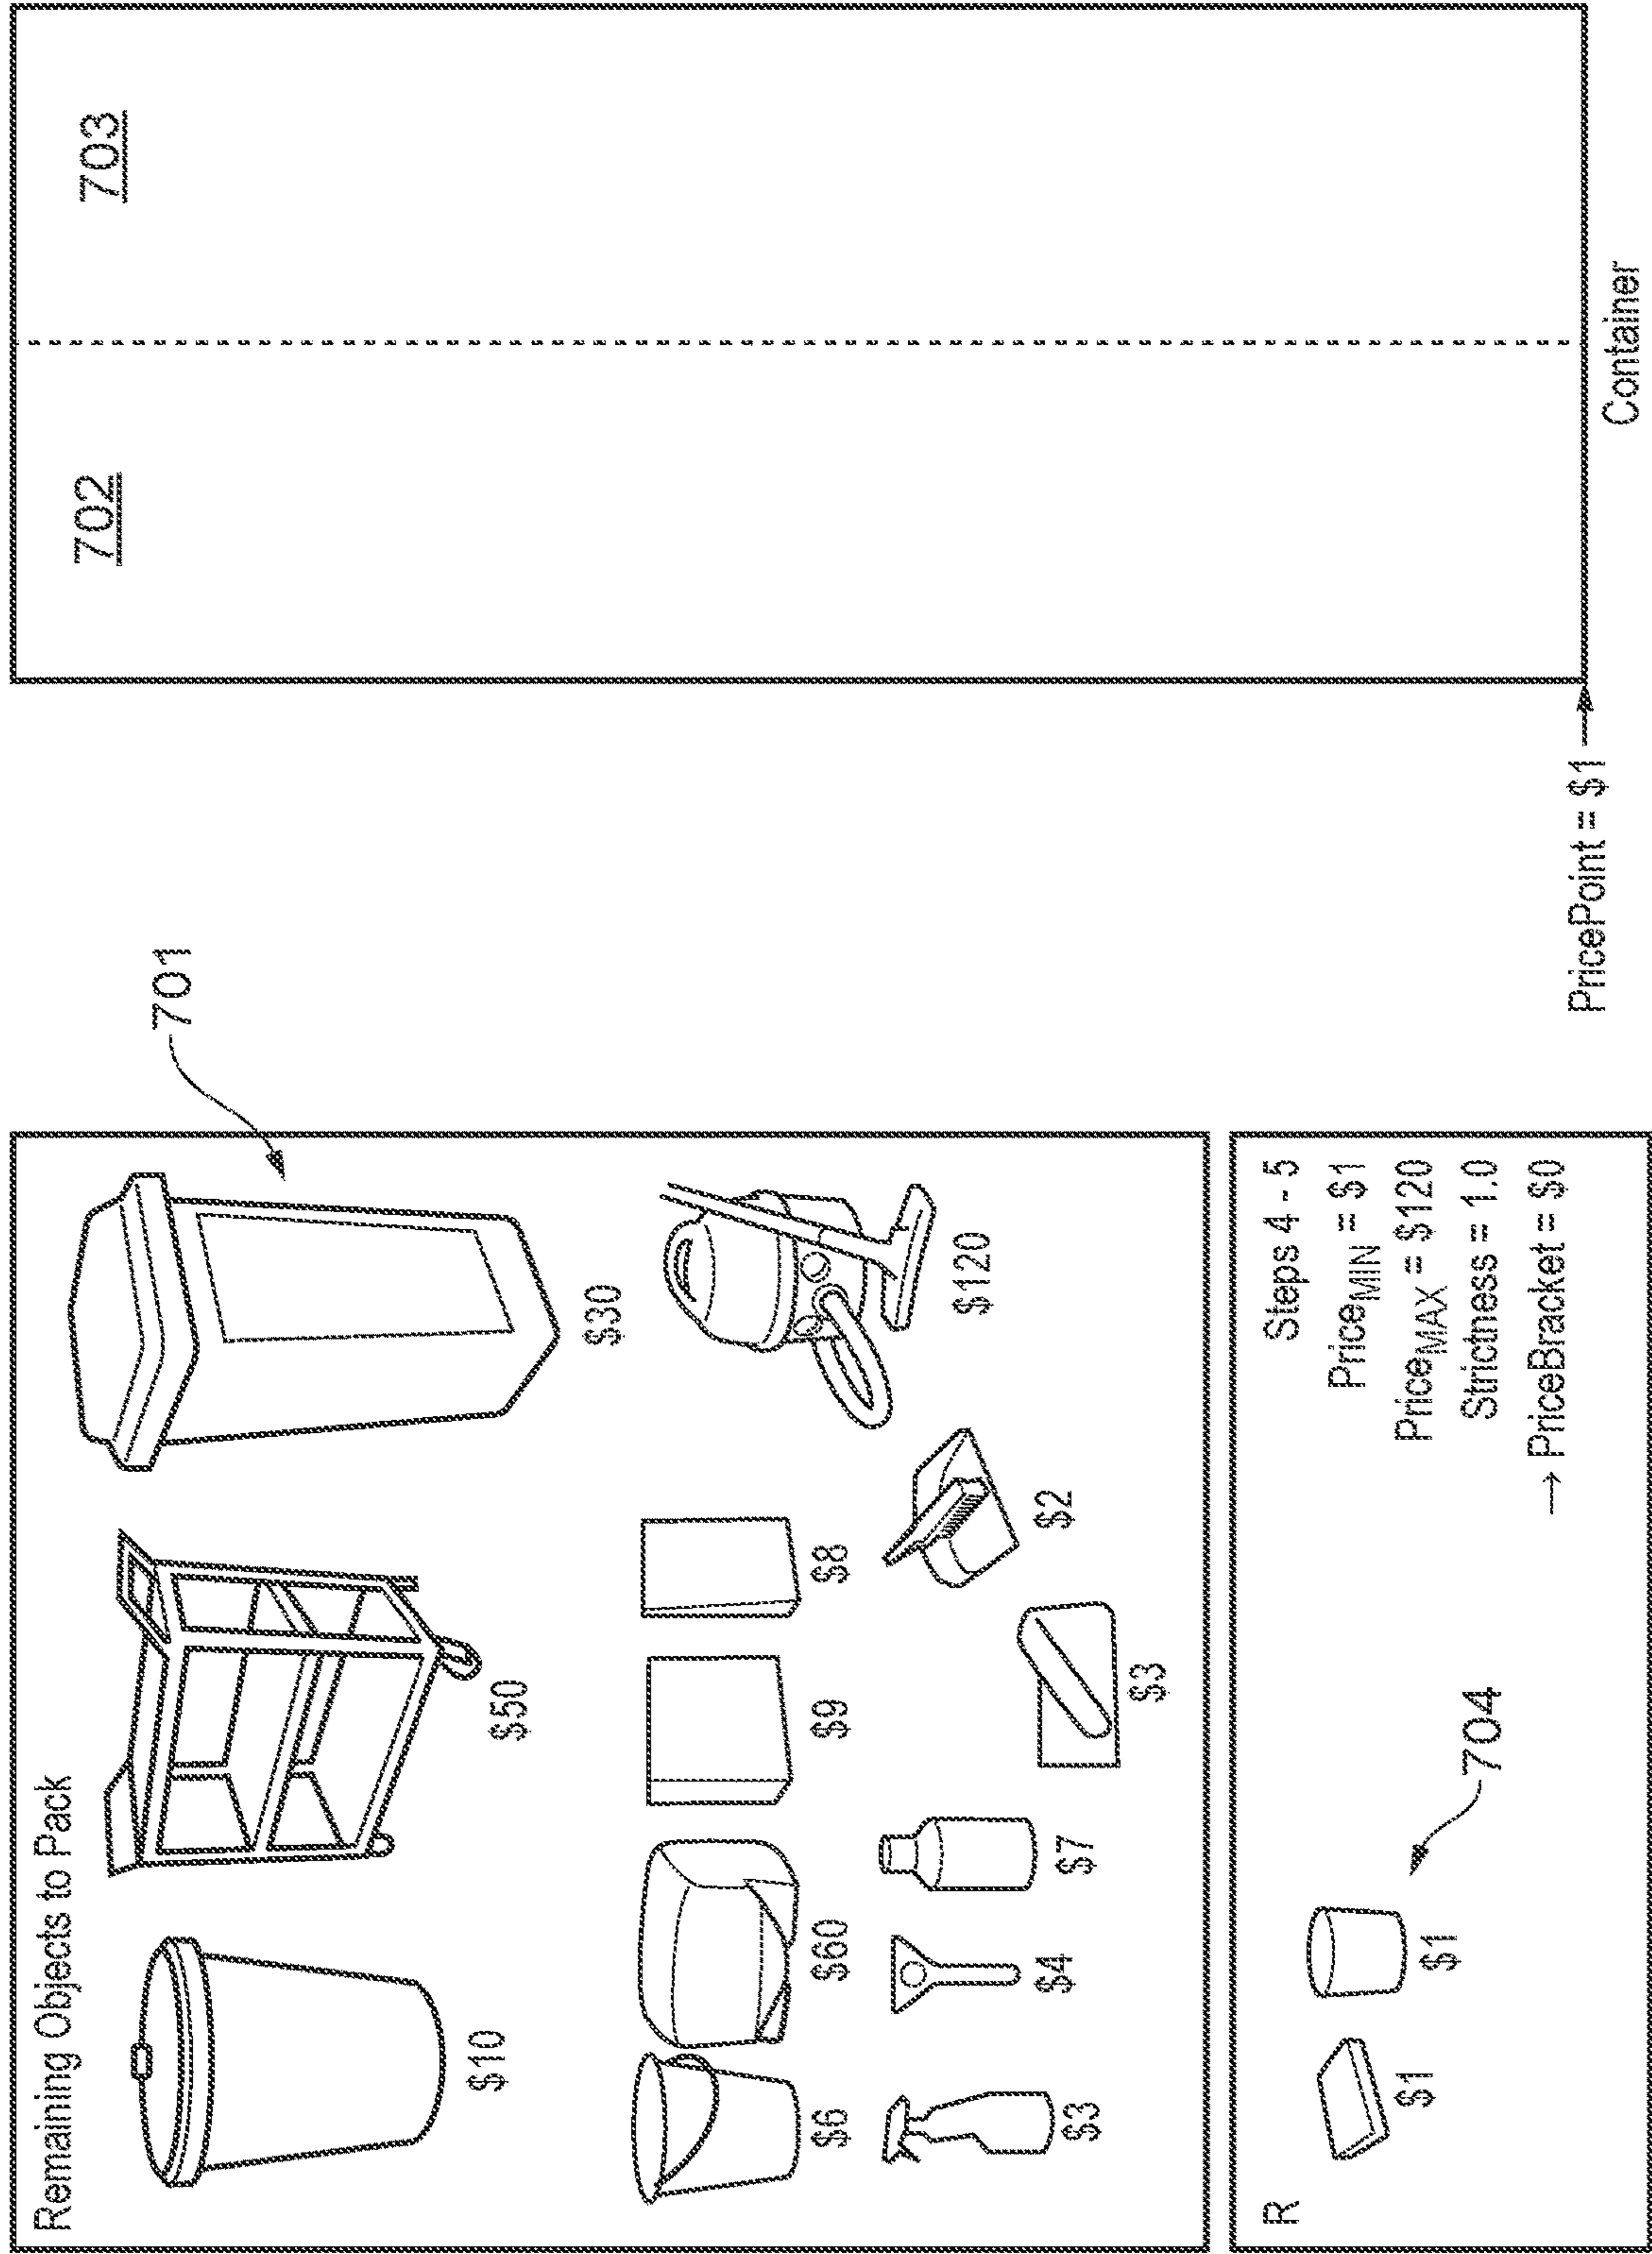 Remaining Objects to Pack
701
$10
$50
$30
$6
$60
$9
$8
$3
$4
$7
$3
$2
$120
R
$1
$1
704
Steps 4 - 5
PriceMIN = $1
PriceMAX = $120
Strictness = 1.0
→ PriceBracket = $0
702
703
PricePoint = $1
Container